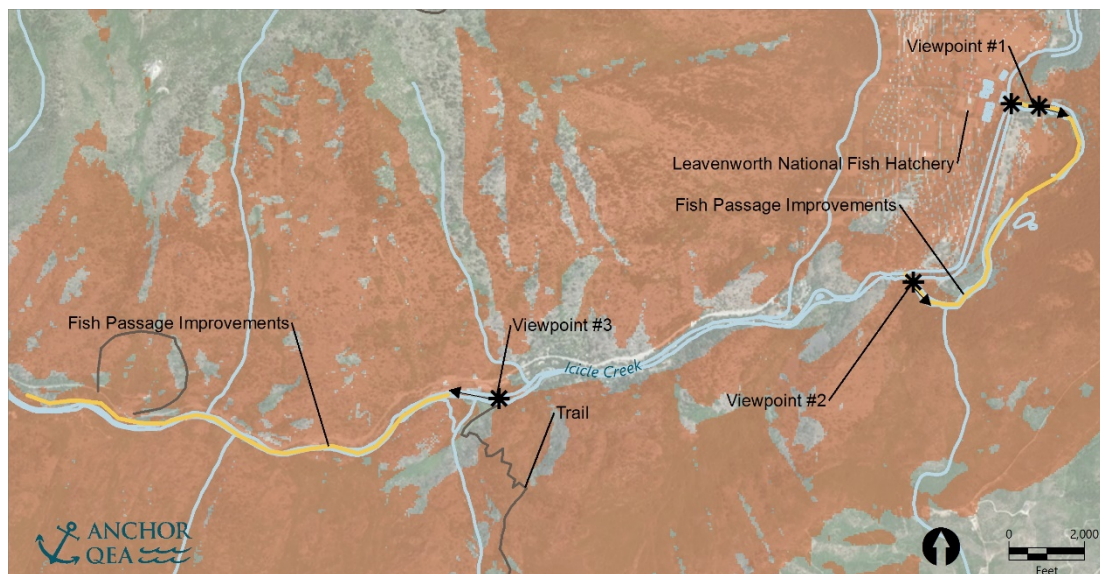 Viewpoint #1
Leavenworth National Fish Hatchery
Fish Passage Improvements
Fish Passage Improvements
Viewpoint #3
Icicle Creek
Viewpoint #2
Trail
ANCHOR
QEA
0 2,000
Feet